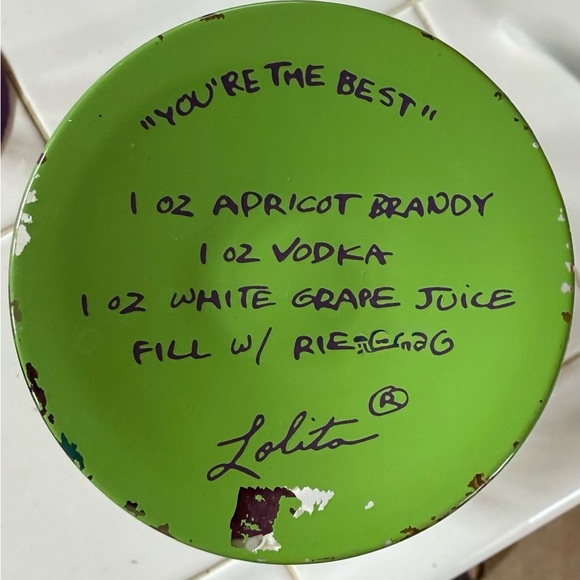 "YOU'RE THE BEST"
1 OZ APRICOT BRANDY
1 OZ VODKA
1 OZ WHITE GRAPE JUICE
FILL W/
Lolita ®